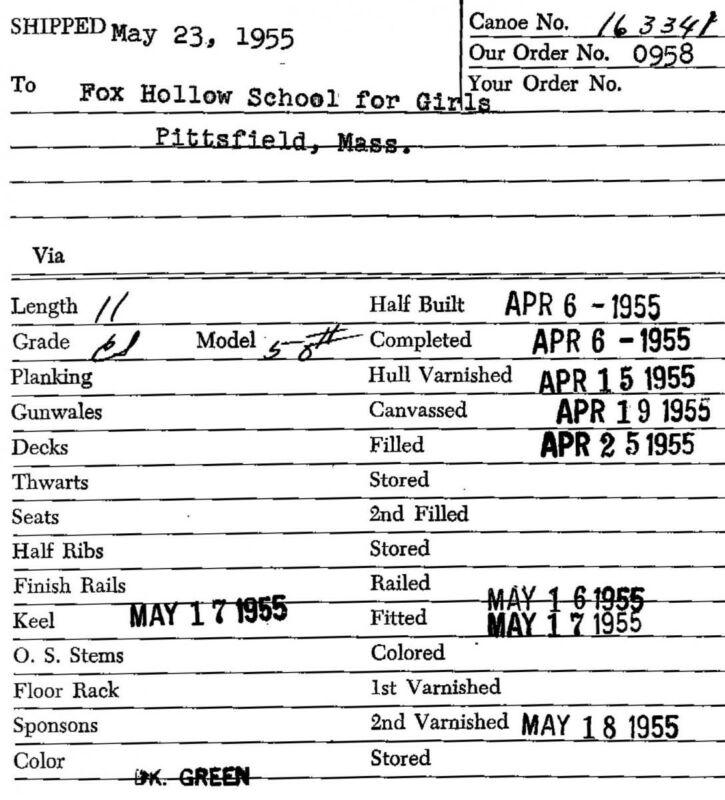 SHIPPED May 23, 1955
Canoe No. 163341
Our Order No. 0958
Your Order No.
To Fox Hollow School for Girls
Pittsfield, Mass.
Via
Length 11 Half Built APR 6 - 1955
Grade Model Completed APR 6 - 1955
Planking Hull Varnished APR 15 1955
Gunwales Canvassed APR 19 1955
Decks Filled APR 25 1955
Thwarts Stored
Seats 2nd Filled
Half Ribs Stored
Finish Rails Railed MAY 16 1955
Keel MAY 17 1955 Fitted MAY 17 1955
O. S. Stems Colored
Floor Rack 1st Varnished
Sponsons 2nd Varnished MAY 18 1955
Color DK. GREEN Stored